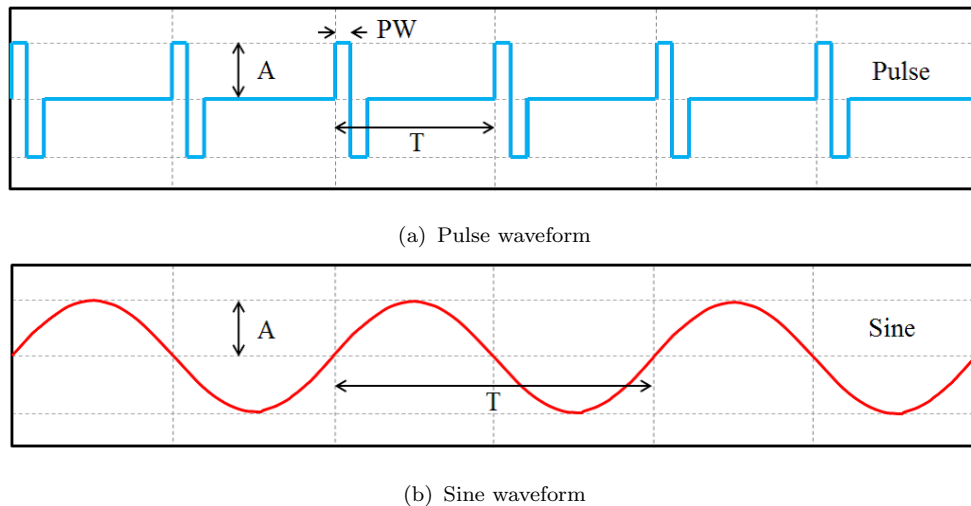 PW
A
Pulse
T
(a) Pulse waveform
A
Sine
T
(b) Sine waveform